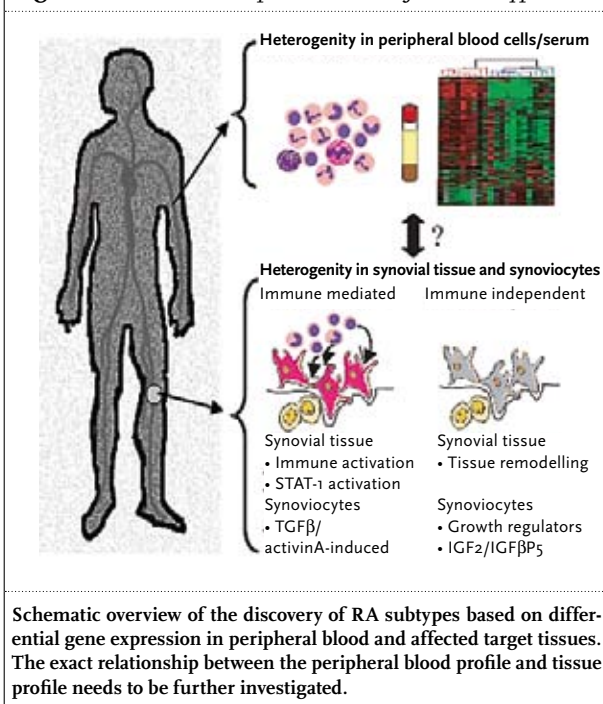 Heterogenity in peripheral blood cells/serum
?
Heterogenity in synovial tissue and synoviocytes
Immune mediated Immune independent
Synovial tissue
• Immune activation
• STAT-1 activation
Synoviocytes
• TGFβ/
activinA-induced
Synovial tissue
• Tissue remodelling
Synoviocytes
• Growth regulators
• IGF2/IGFβP5
Schematic overview of the discovery of RA subtypes based on differ-
ential gene expression in peripheral blood and affected target tissues.
The exact relationship between the peripheral blood profile and tissue
profile needs to be further investigated.